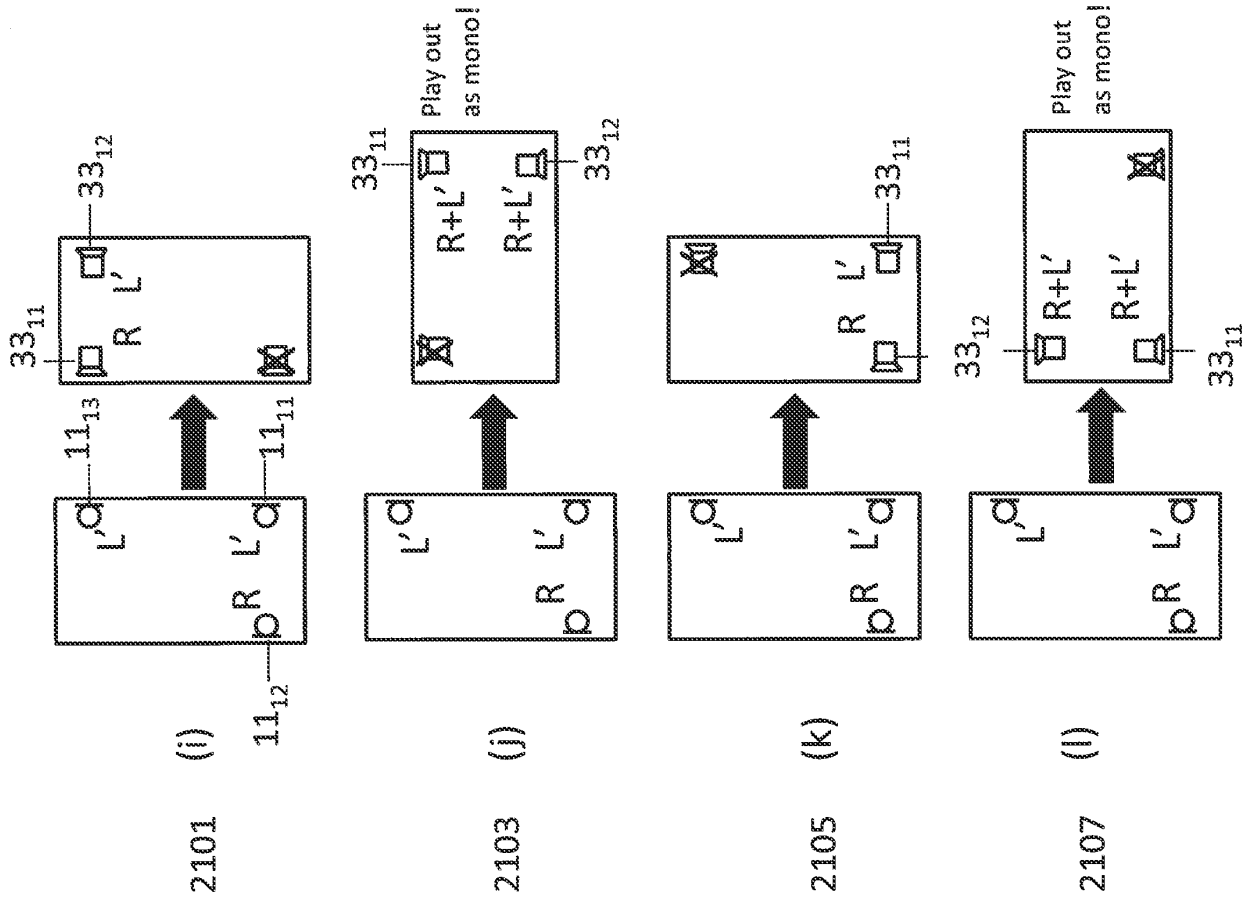 2101
(i)
11₁₂
R L'
L'
11₁₃
11₁₁
33₁₁
33₁₂
R L'
2103
(j)
R L'
L'
33₁₁
R+L'
R+L'
33₁₂
Play out
as mono!
2105
(k)
R L'
L'
R L'
33₁₂
33₁₁
2107
(l)
R L'
L'
33₁₂
R+L'
R+L'
33₁₁
Play out
as mono!